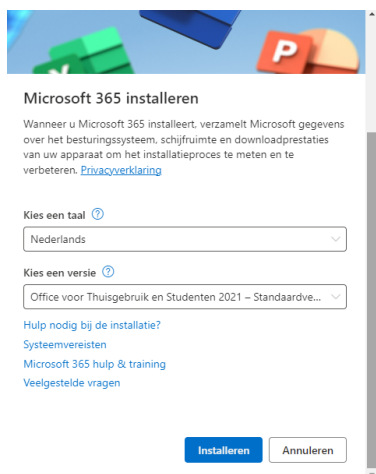 P
Microsoft 365 installeren
Wanneer u Microsoft 365 installeert, verzamelt Microsoft gegevens
over het besturingssysteem, schijfruimte en downloadprestaties
van uw apparaat om het installatieproces te meten en te
verbeteren. Privacyverklaring
Kies een taal ?
Nederlands
Kies een versie ?
Office voor Thuisgebruik en Studenten 2021 – Standaardve...
Hulp nodig bij de installatie?
Systeemvereisten
Microsoft 365 hulp & training
Veelgestelde vragen
Installeren Annuleren